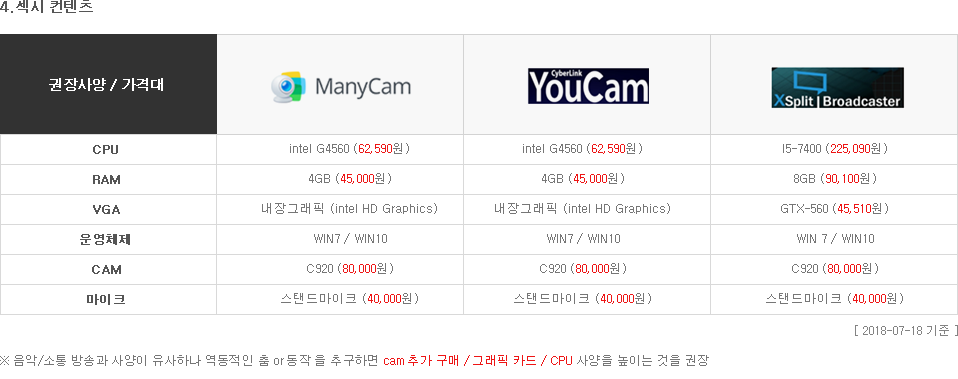 4.섹시 컨텐츠
권장사양 / 가격대
ManyCam
CyberLink
YouCam
XSplit | Broadcaster
CPU
intel G4560 (62,590원)
intel G4560 (62,590원)
I5-7400 (225,090원)
RAM
4GB (45,000원)
4GB (45,000원)
8GB (90,100원)
VGA
내장그래픽 (intel HD Graphics)
내장그래픽 (intel HD Graphics)
GTX-560 (45,510원)
운영체제
WIN7 / WIN10
WIN7 / WIN10
WIN 7 / WIN10
CAM
C920 (80,000원)
C920 (80,000원)
C920 (80,000원)
마이크
스탠드마이크 (40,000원)
스탠드마이크 (40,000원)
스탠드마이크 (40,000원)
[ 2018-07-18 기준 ]
※ 음악/소통 방송과 사양이 유사하나 역동적인 춤 or 동작 을 추구하면 cam 추가 구매 / 그래픽 카드 / CPU 사양을 높이는 것을 권장